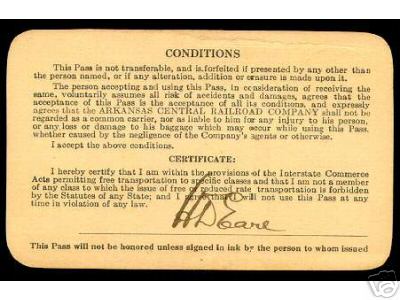 CONDITIONS
This Pass is not transferable, and is forfeited if presented by any other than
the person named, or if any alteration, addition or erasure is made upon it.
The person accepting and using this Pass, in consideration of receiving the
same, voluntarily assumes all risk of accidents and damages, agrees that the
acceptance of this Pass is the acceptance of all its conditions, and expressly
agrees that the ARKANSAS CENTRAL RAILROAD COMPANY shall not
be regarded as a common carrier, nor as liable to him for any injury to his person,
or any loss or damage to his baggage which may occur while using this Pass,
whether caused by the negligence of the Company's agents or otherwise.
I accept the above conditions.
CERTIFICATE:
I hereby certify that I am within the provisions of the Interstate Commerce
Acts permitting free transportation to specific classes and that I am not a member
of any class to which the issue of free or reduced rate transportation is forbidden
by the Statutes of any State; and I agree that I will not use this Pass at any
time in violation of any law.
This Pass will not be honored unless signed in ink by the person to whom issued